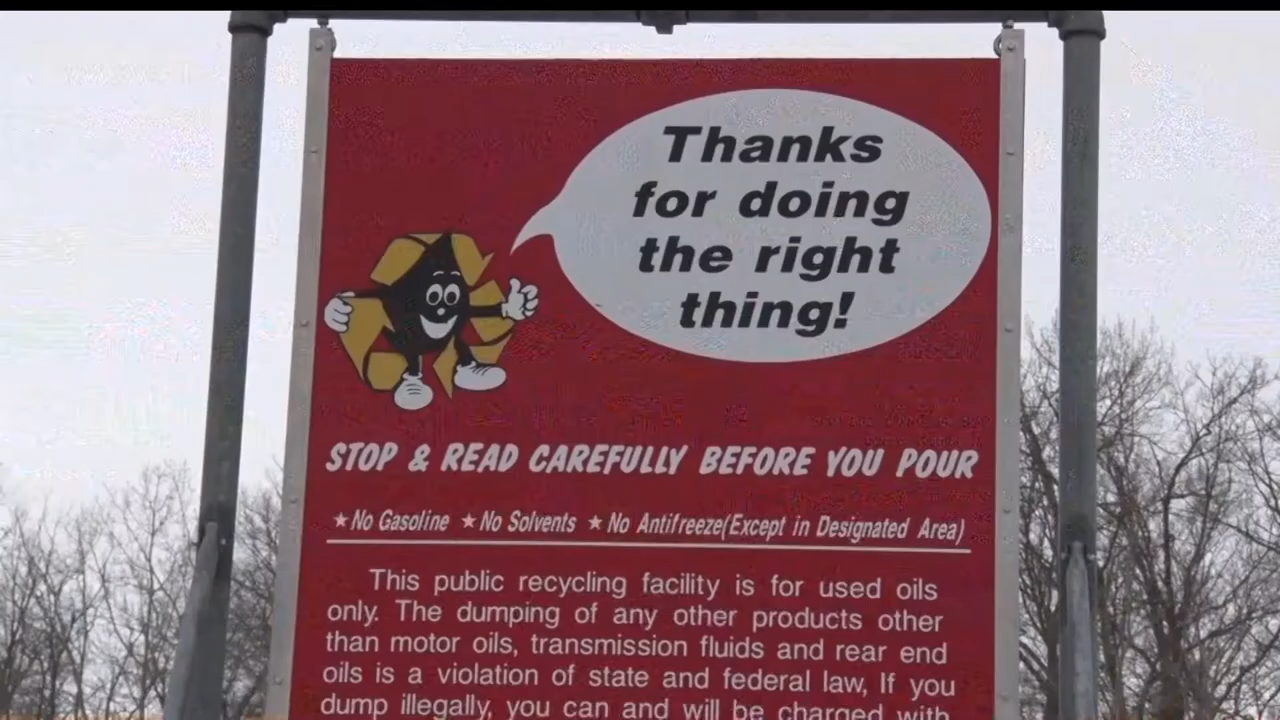 Thanks
for doing
the right
thing!
STOP & READ CAREFULLY BEFORE YOU POUR
★No Gasoline ★No Solvents ★No Antifreeze(Except in Designated Area)
This public recycling facility is for used oils
only. The dumping of any other products other
than motor oils, transmission fluids and rear end
oils is a violation of state and federal law, If you
dump illegally, you can and will be charged with